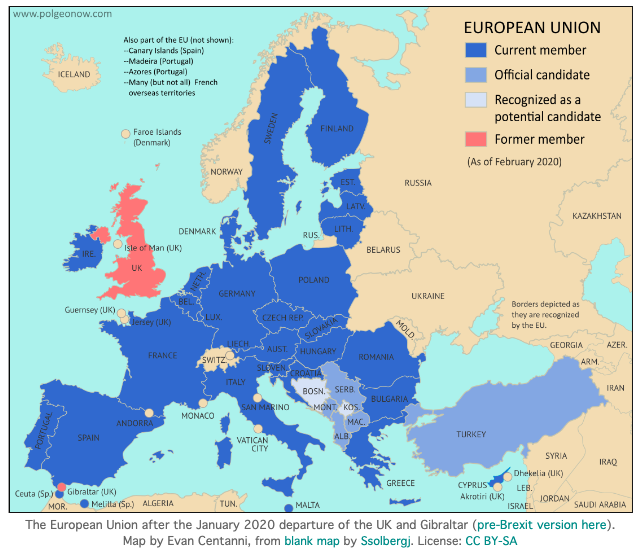 www.polgeonow.com
Also part of the EU (not shown):
--Canary Islands (Spain)
--Madeira (Portugal)
--Azores (Portugal)
--Many (but not all) French
overseas territories
EUROPEAN UNION
Current member
Official candidate
Recognized as a
potential candidate
Former member
(As of February 2020)
ICELAND
Faroe Islands
(Denmark)
SWEDEN
FINLAND
NORWAY
RUSSIA
EST.
LATV.
LITH.
KAZAKHSTAN
DENMARK
RUS.
BELARUS
Isle of Man (UK)
IRE.
UK
NETH.
POLAND
GERMANY
BEL.
UKRAINE
Guernsey (UK)
Jersey (UK)
LUX.
CZECH REP.
SLOVAKIA
MOLD.
Borders depicted as
they are recognized
by the EU.
FRANCE
LIECH.
SWITZ.
AUST.
HUNGARY
ROMANIA
GEORGIA
AZER.
ARM.
SLOVEN.
CROATIA
ITALY
BOSN.
SERB.
SAN MARINO
MONT.
KOS.
BULGARIA
IRAN
MONACO
ANDORRA
MAC.
ALB.
PORTUGAL
SPAIN
VATICAN
CITY
TURKEY
GREECE
SYRIA
IRAQ
Dhekelia (UK)
CYPRUS
Akrotiri (UK)
LEB.
Ceuta (Sp.)
Gibraltar (UK)
Melilla (Sp.)
MOR.
ALGERIA
TUN.
MALTA
ISRAEL
JORDAN
SAUDI ARABIA
The European Union after the January 2020 departure of the UK and Gibraltar (pre-Brexit version here).
Map by Evan Centanni, from blank map by Ssolbergj. License: CC BY-SA